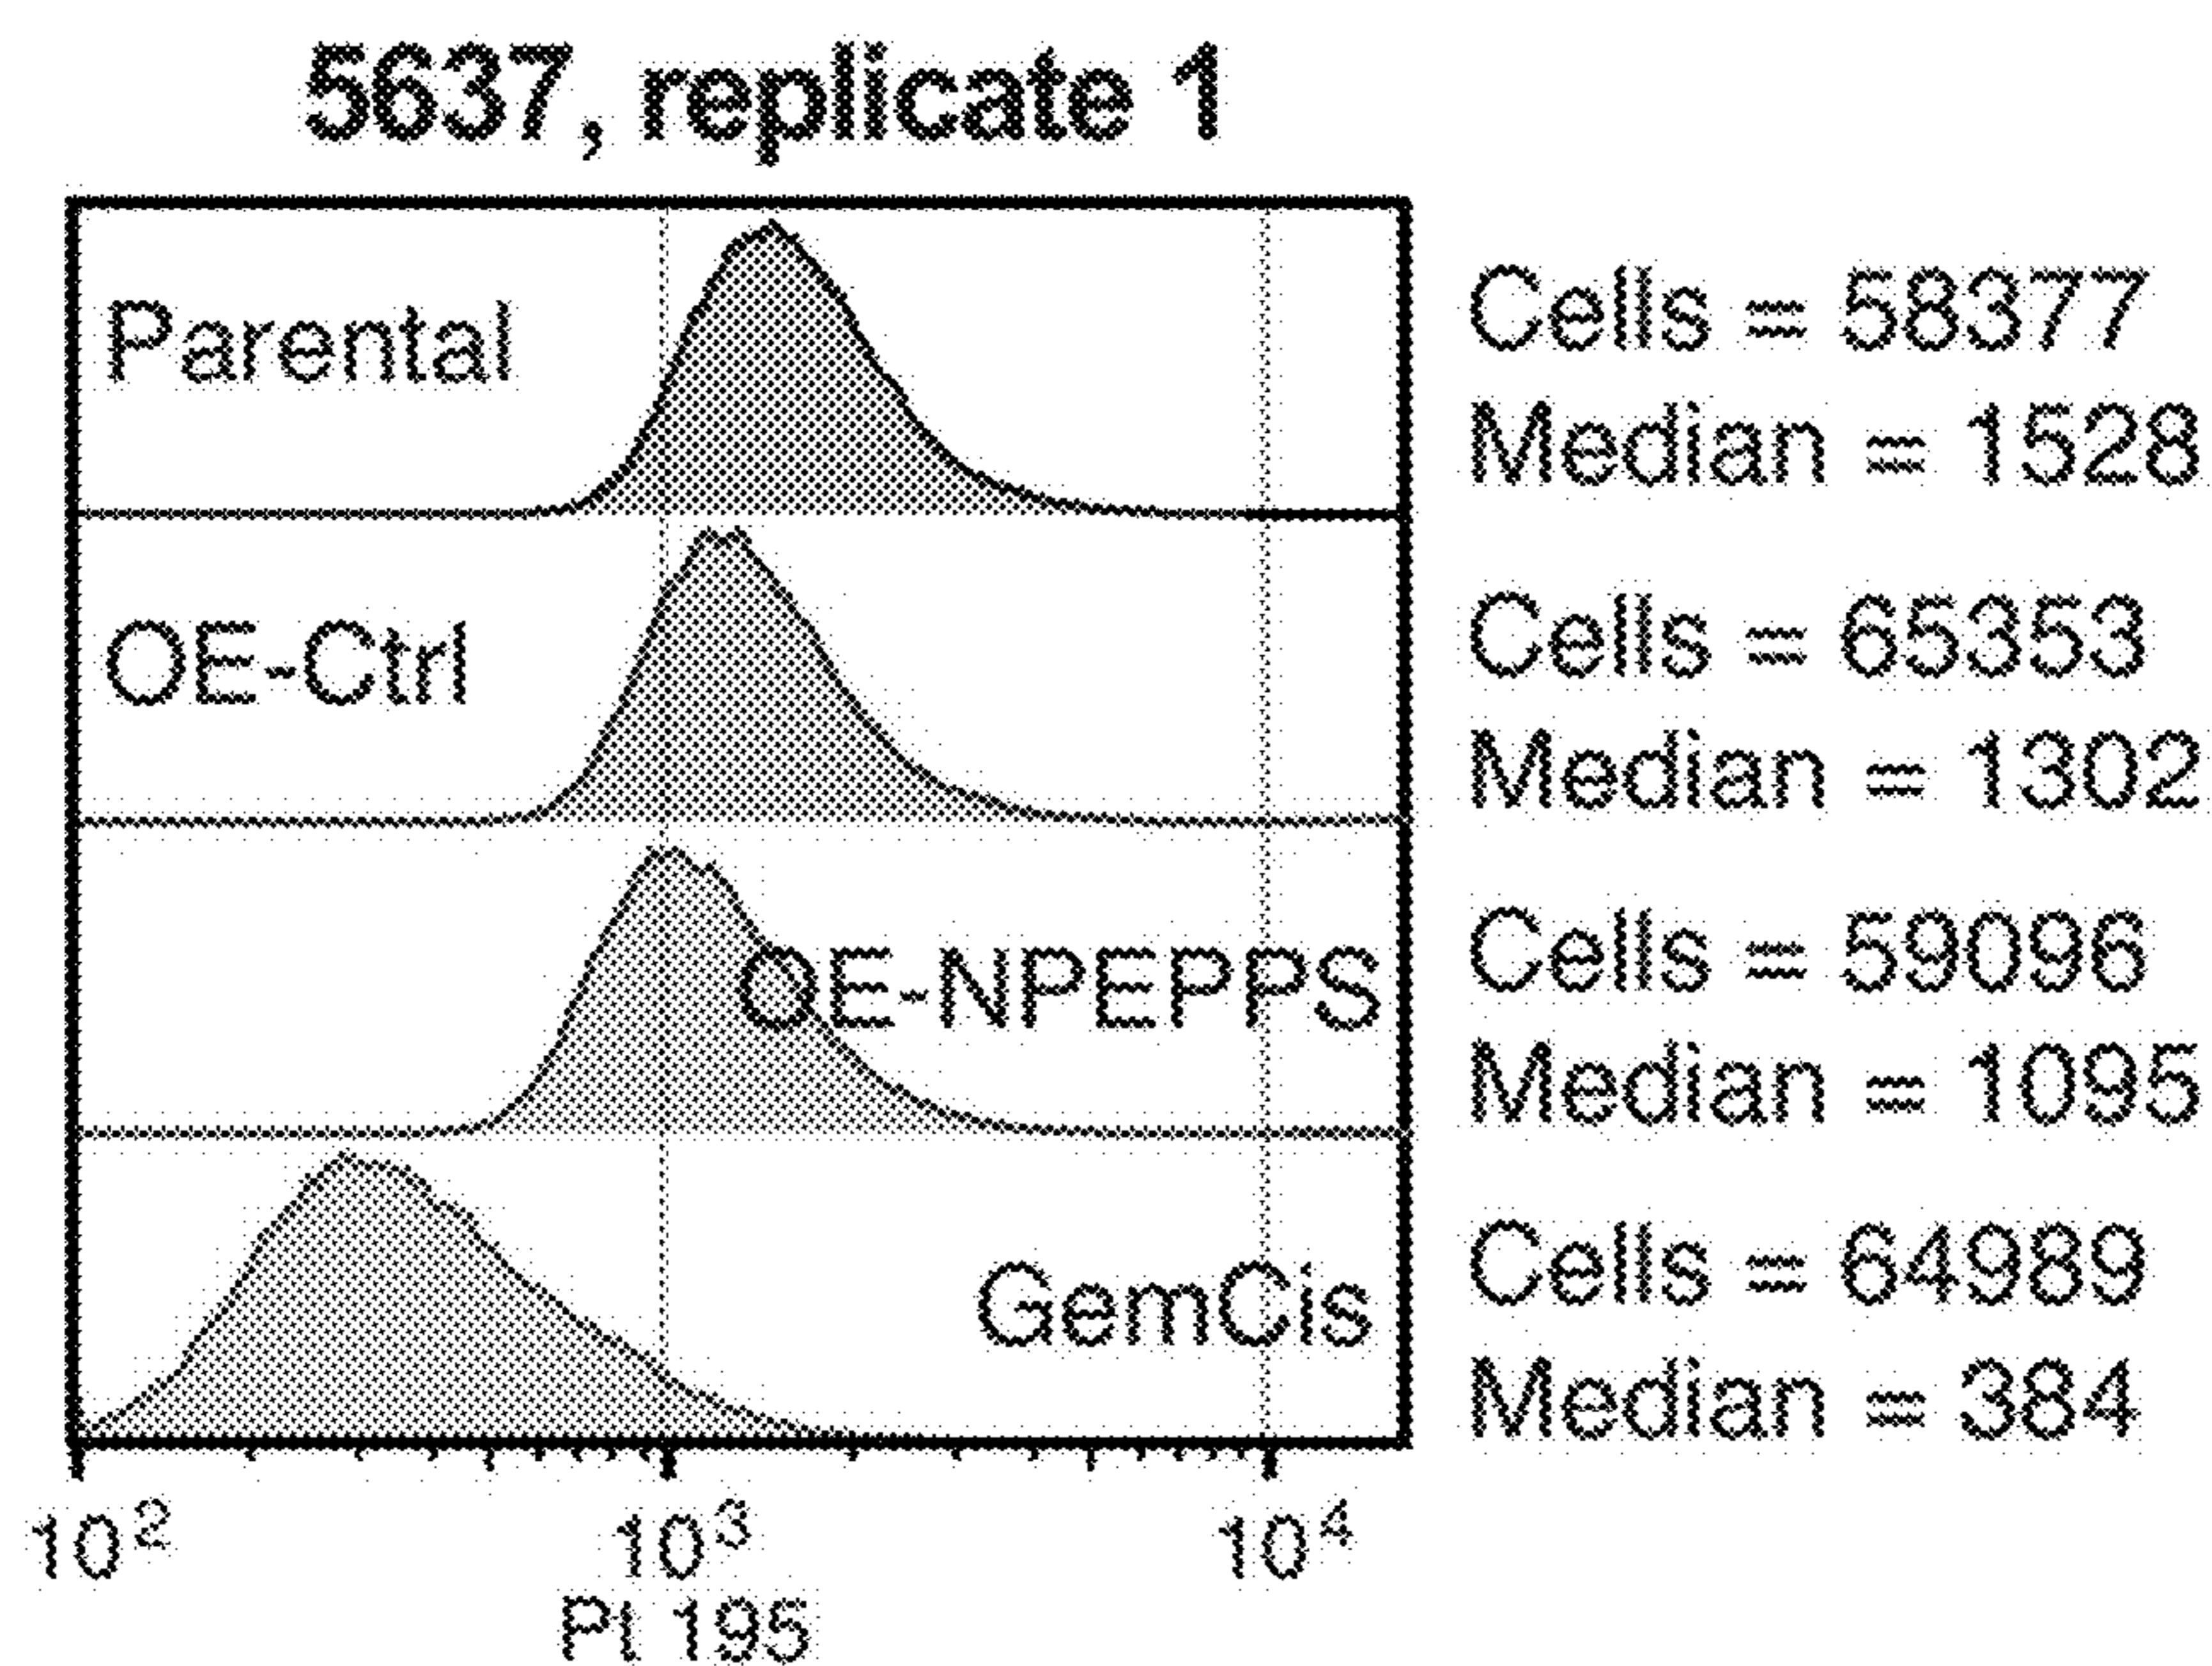 5637, replicate 1
Parental
Cells = 58377
Median = 1528
OE-Ctrl
Cells = 65353
Median = 1302
OE-NPEPPS
Cells = 59096
Median = 1095
GemCis
Cells = 64989
Median = 384
10² 10³ 10⁴
Pt 195